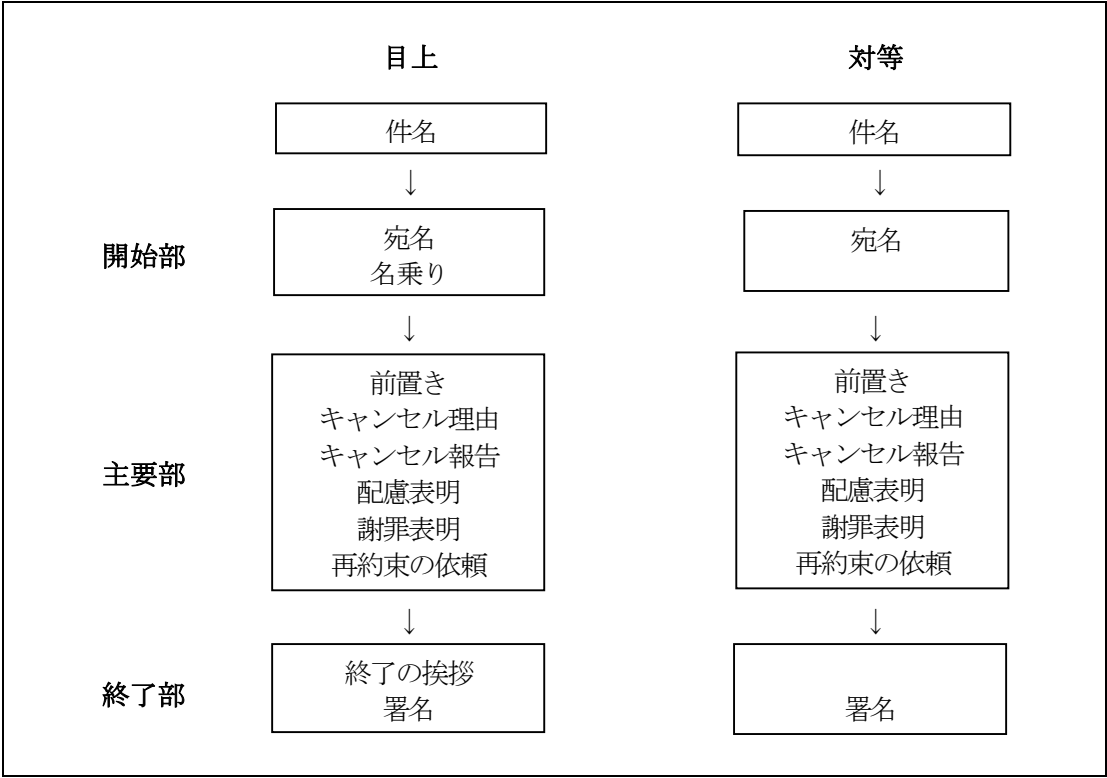 目上 対等
件名 件名
↓ ↓
開始部 宛名 宛名
名乗り
↓ ↓
前置き 前置き
キャンセル理由 キャンセル理由
キャンセル報告 キャンセル報告
主要部 配慮表明 配慮表明
謝罪表明 謝罪表明
再約束の依頼 再約束の依頼
↓ ↓
終了の挨拶
終了部 署名 署名